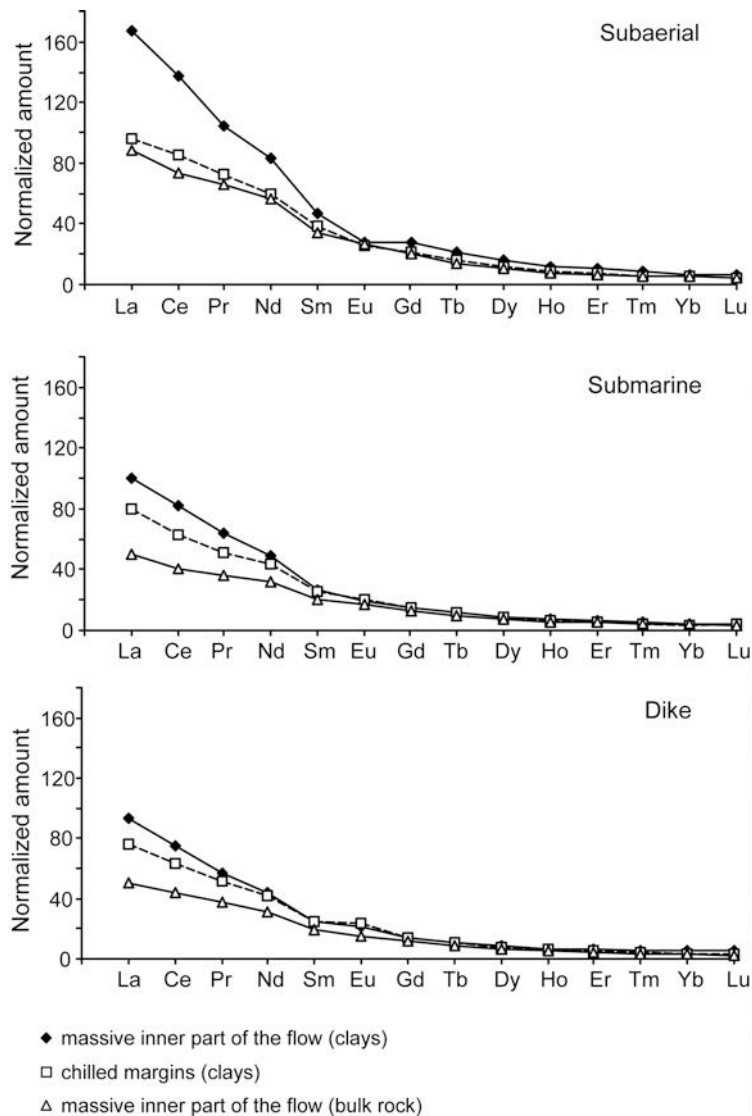 Subaerial
Normalized amount
160
120
80
40
0
La Ce Pr Nd Sm Eu Gd Tb Dy Ho Er Tm Yb Lu
Submarine
Normalized amount
160
120
80
40
0
La Ce Pr Nd Sm Eu Gd Tb Dy Ho Er Tm Yb Lu
Dike
Normalized amount
160
120
80
40
0
La Ce Pr Nd Sm Eu Gd Tb Dy Ho Er Tm Yb Lu
massive inner part of the flow (clays)
chilled margins (clays)
massive inner part of the flow (bulk rock)